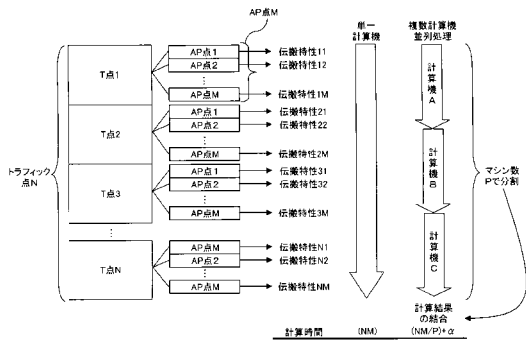 AP点M
単一
計算機
複数計算機
並列処理
トラフィック
点N
T点1
AP点1
AP点2
⋮
AP点M
伝搬特性11
伝搬特性12
伝搬特性1M
T点2
AP点1
AP点2
⋮
AP点M
伝搬特性21
伝搬特性22
伝搬特性2M
T点3
AP点1
AP点2
⋮
AP点M
伝搬特性31
伝搬特性32
伝搬特性3M
⋮
T点N
AP点M
AP点2
⋮
AP点M
伝搬特性N1
伝搬特性N2
伝搬特性NM
計算機A
計算機B
計算機C
マシン数
Pで分割
計算結果
の結合
計算時間 (NM) (NM/P)+α